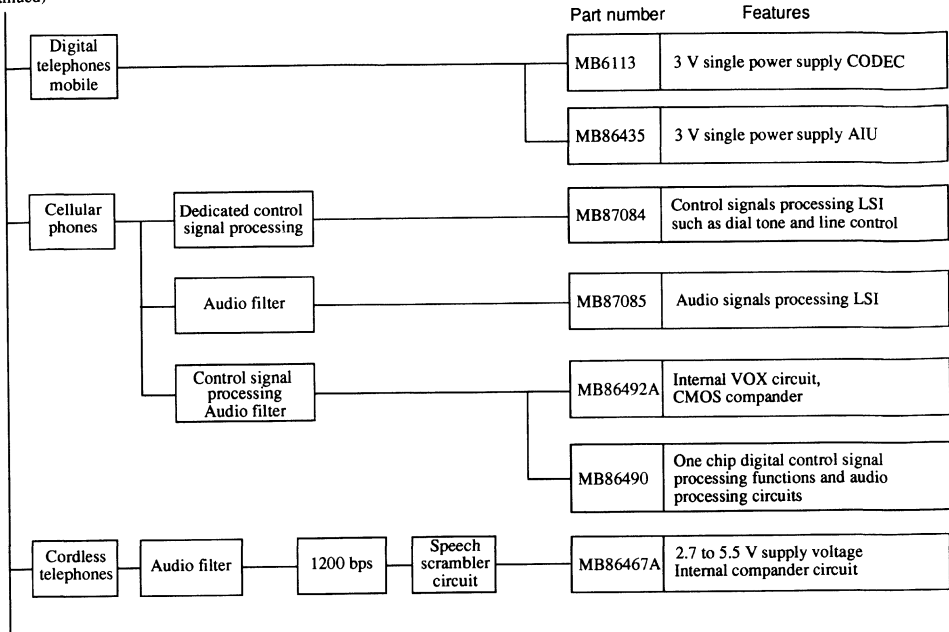 Part number Features
Digital
telephones
mobile
MB6113 3 V single power supply CODEC
MB86435 3 V single power supply AIU
Cellular
phones
Dedicated control
signal processing
MB87084 Control signals processing LSI
such as dial tone and line control
Audio filter
MB87085 Audio signals processing LSI
Control signal
processing
Audio filter
MB86492A Internal VOX circuit,
CMOS compander
MB86490 One chip digital control signal
processing functions and audio
processing circuits
Cordless
telephones
Audio filter
1200 bps
Speech
scrambler
circuit
MB86467A 2.7 to 5.5 V supply voltage
Internal compander circuit